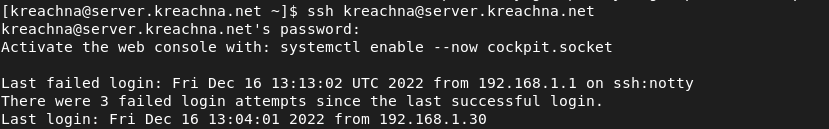 [kreachna@server.kreachna.net ~]$ ssh kreachna@server.kreachna.net
kreachna@server.kreachna.net's password:
Activate the web console with: systemctl enable --now cockpit.socket
Last failed login: Fri Dec 16 13:13:02 UTC 2022 from 192.168.1.1 on ssh:notty
There were 3 failed login attempts since the last successful login.
Last login: Fri Dec 16 13:04:01 2022 from 192.168.1.30